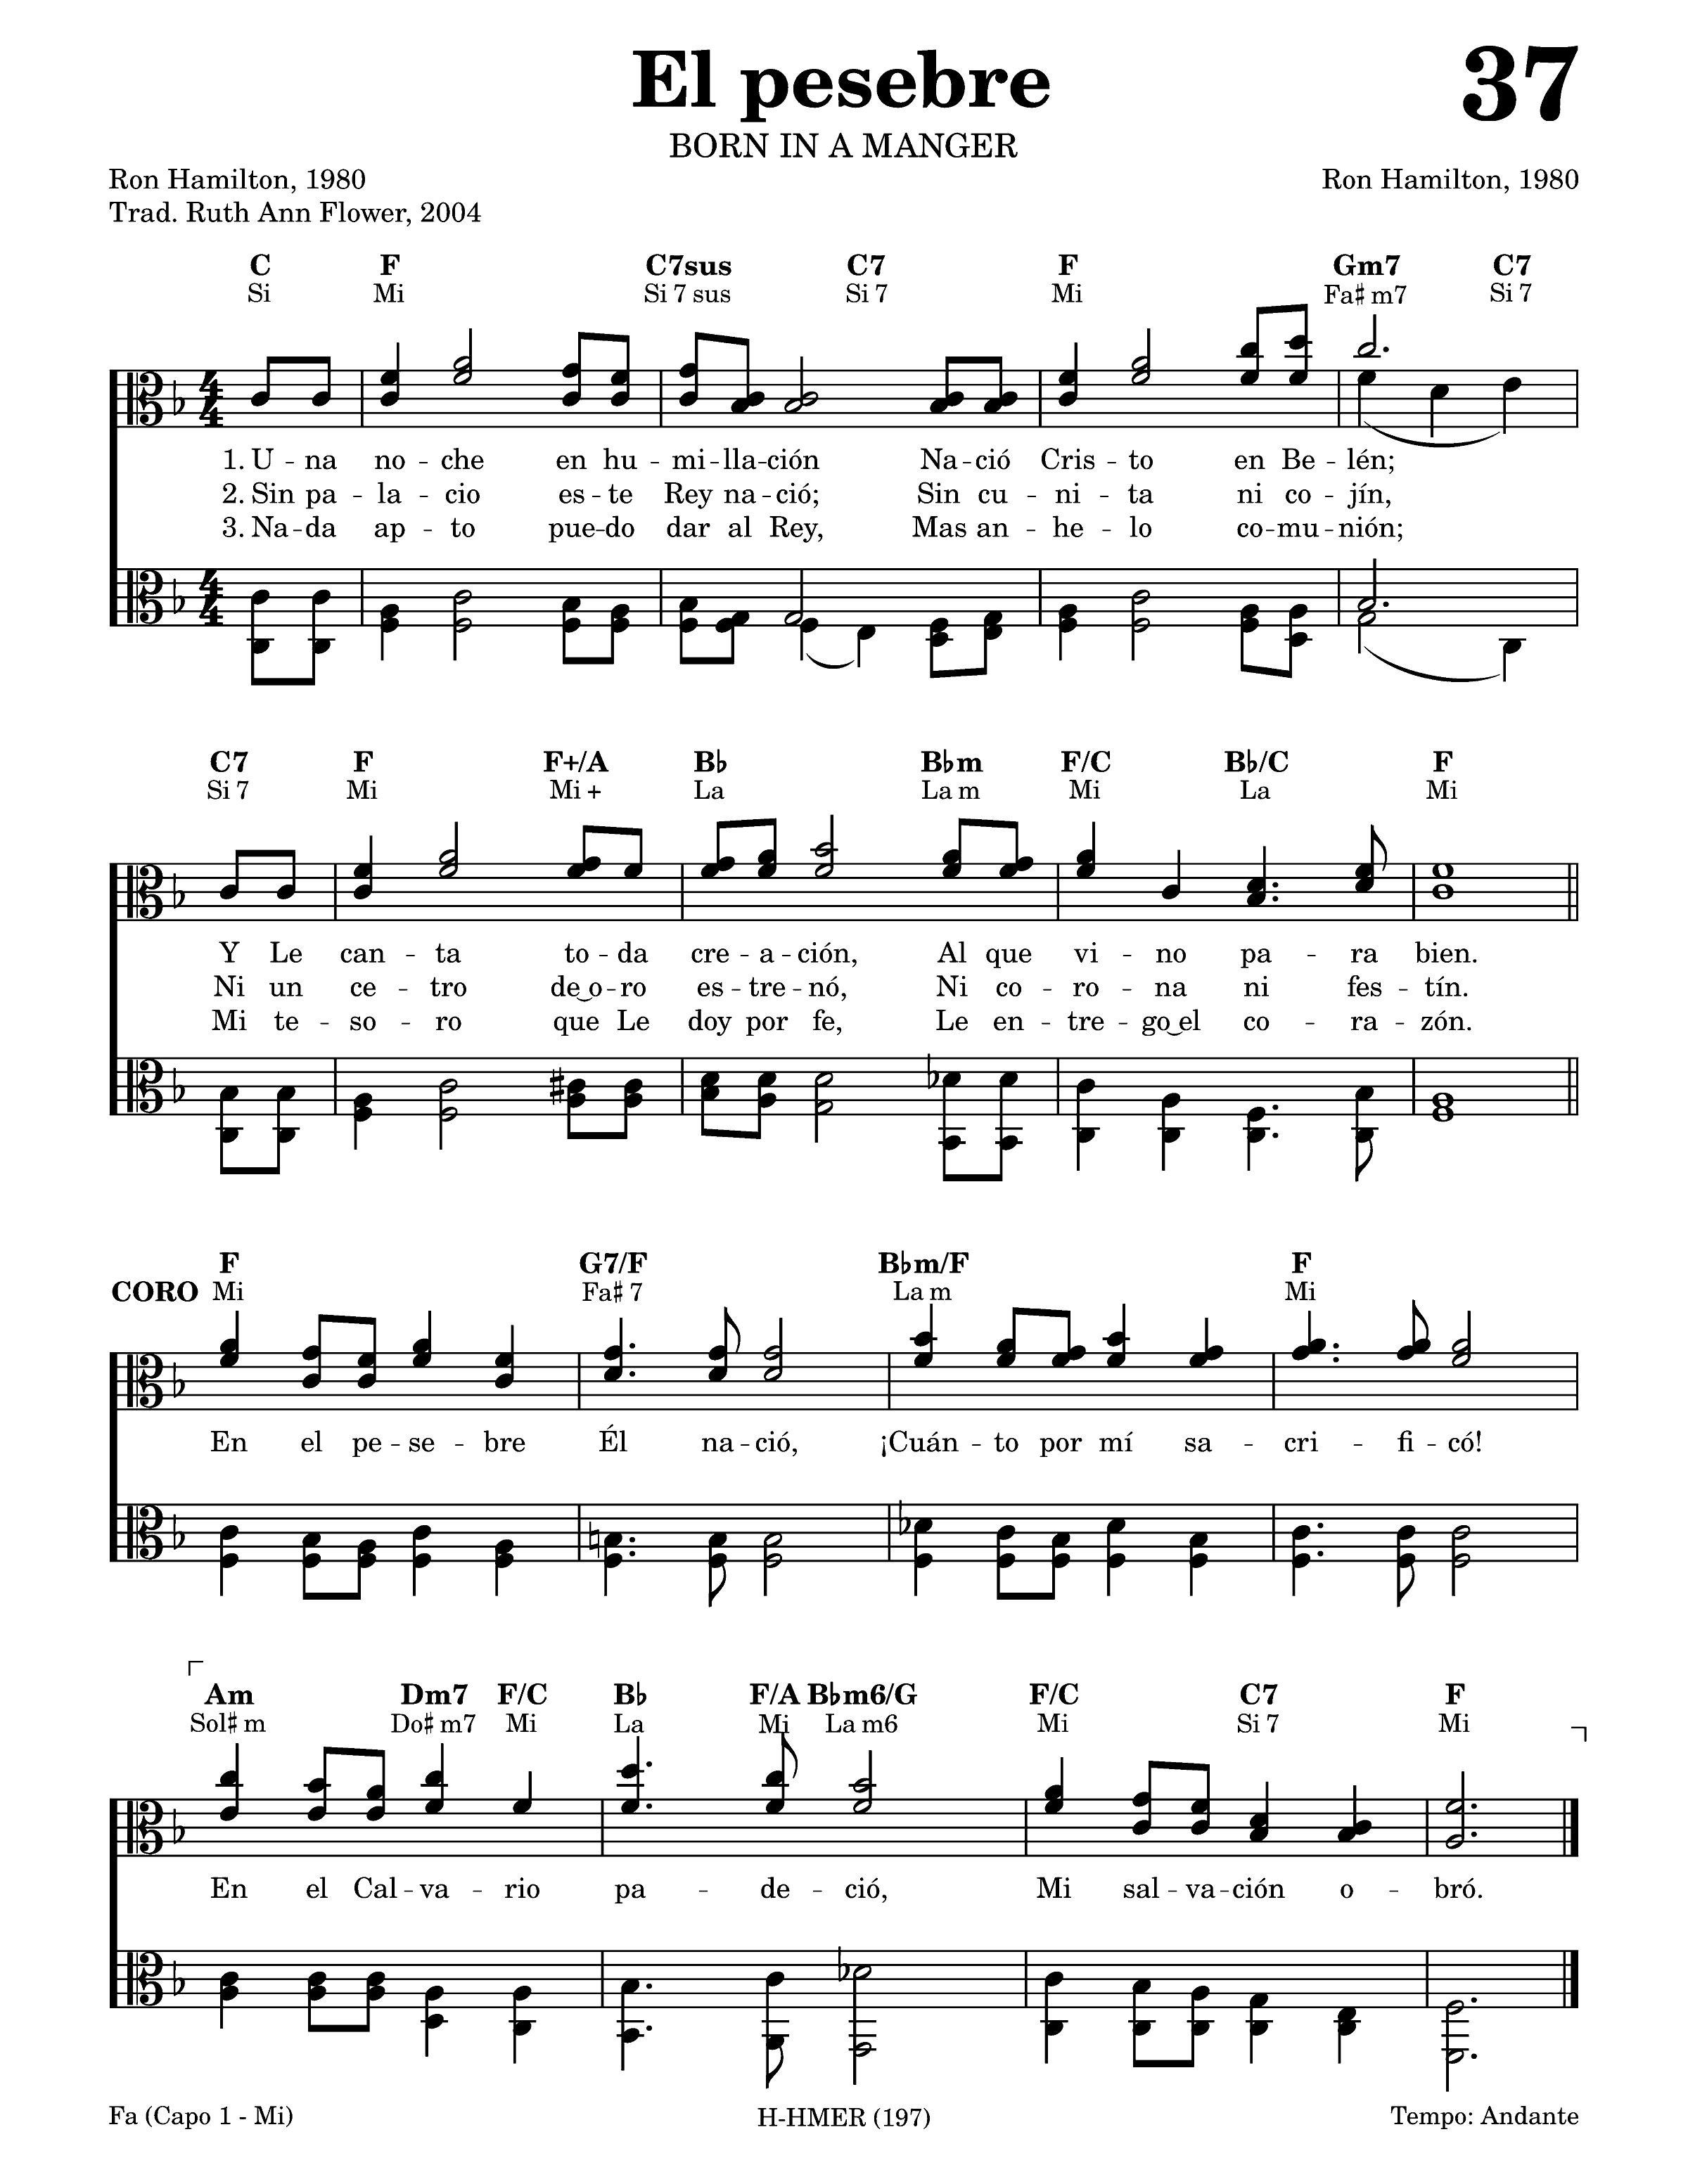 El pesebre
37
BORN IN A MANGER
Ron Hamilton, 1980
Ron Hamilton, 1980
Trad. Ruth Ann Flower, 2004
C F C7sus C7 F Gm7 C7
Si Mi Si 7 sus Si 7 Mi Fa♯ m7 Si 7
4 4
1. U -- na no -- che en hu -- mi -- lla -- ción Na -- ció Cris -- to en Be -- lén;
2. Sin pa -- la -- cio es -- te Rey na -- ció; Sin cu -- ni -- ta ni co -- jín,
3. Na -- da ap -- to pue -- do dar al Rey, Mas an -- he -- lo co -- mu -- nión;
4 4
C7 F F+/A B♭ B♭m F/C B♭/C F
Si 7 Mi Mi + La La m Mi La Mi
Y Le can -- ta to -- da cre -- a -- ción, Al que vi -- no pa -- ra bien.
Ni un ce -- tro de‿o -- ro es -- tre -- nó, Ni co -- ro -- na ni fes -- tín.
Mi te -- so -- ro que Le doy por fe, Le en -- tre -- go‿el co -- ra -- zón.
F G7/F B♭m/F F
CORO Mi Fa♯ 7 La m Mi
En el pe -- se -- bre Él na -- ció, ¡Cuán -- to por mí sa -- cri -- fi -- có!
Am Dm7 F/C B♭ F/A B♭m6/G F/C C7 F
Sol♯ m Do♯ m7 Mi La Mi La m6 Mi Si 7 Mi
En el Cal -- va -- rio pa -- de -- ció, Mi sal -- va -- ción o -- bró.
Fa (Capo 1 - Mi)
H-HMER (197)
Tempo: Andante